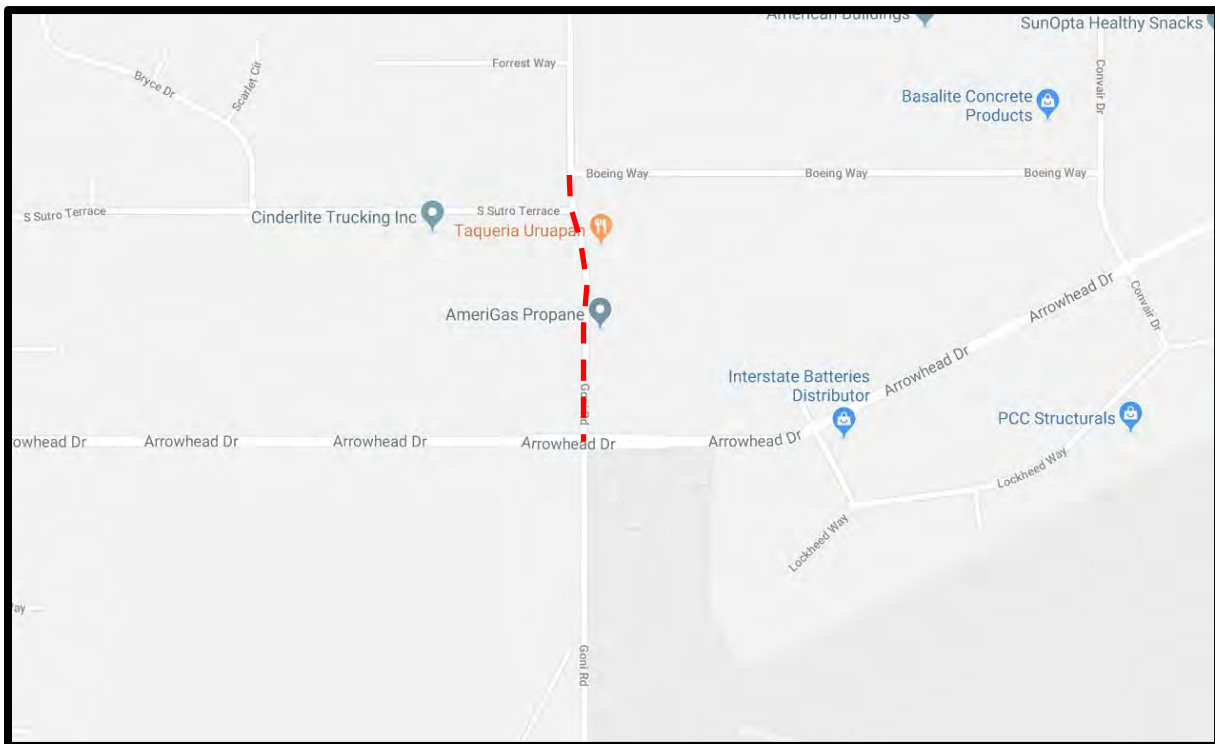 American Buildings
SunOpta Healthy Snacks
Forrest Way
Bryce Dr
Scarlet Cir
Convair Dr
Basalite Concrete
Products
Boeing Way
Boeing Way
Boeing Way
S Sutro Terrace
Cinderlite Trucking Inc
S Sutro Terrace
Taqueria Uruapan
AmeriGas Propane
Arrowhead Dr
Convair Dr
Arrowhead Dr
Interstate Batteries
Distributor
Goni Rd
PCC Structurals
owhead Dr
Arrowhead Dr
Arrowhead Dr
Arrowhead Dr
Arrowhead Dr
Lockheed Way
Lockheed Way
ay
Goni Rd